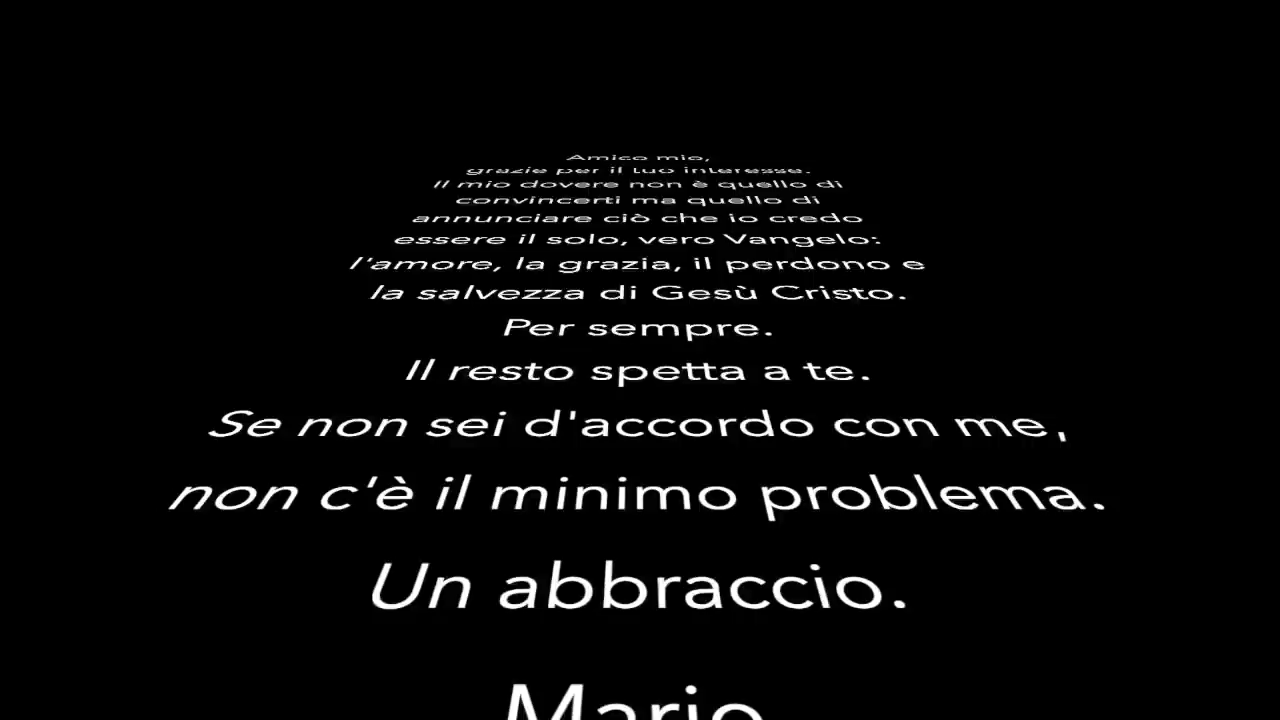 Amico mio,
grazie per il tuo interesse.
Il mio dovere non è quello di
convincerti ma quello di
annunciare ciò che io credo
essere il solo, vero Vangelo:
l'amore, la grazia, il perdono e
la salvezza di Gesù Cristo.
Per sempre.
Il resto spetta a te.
Se non sei d'accordo con me,
non c'è il minimo problema.
Un abbraccio.
Mario